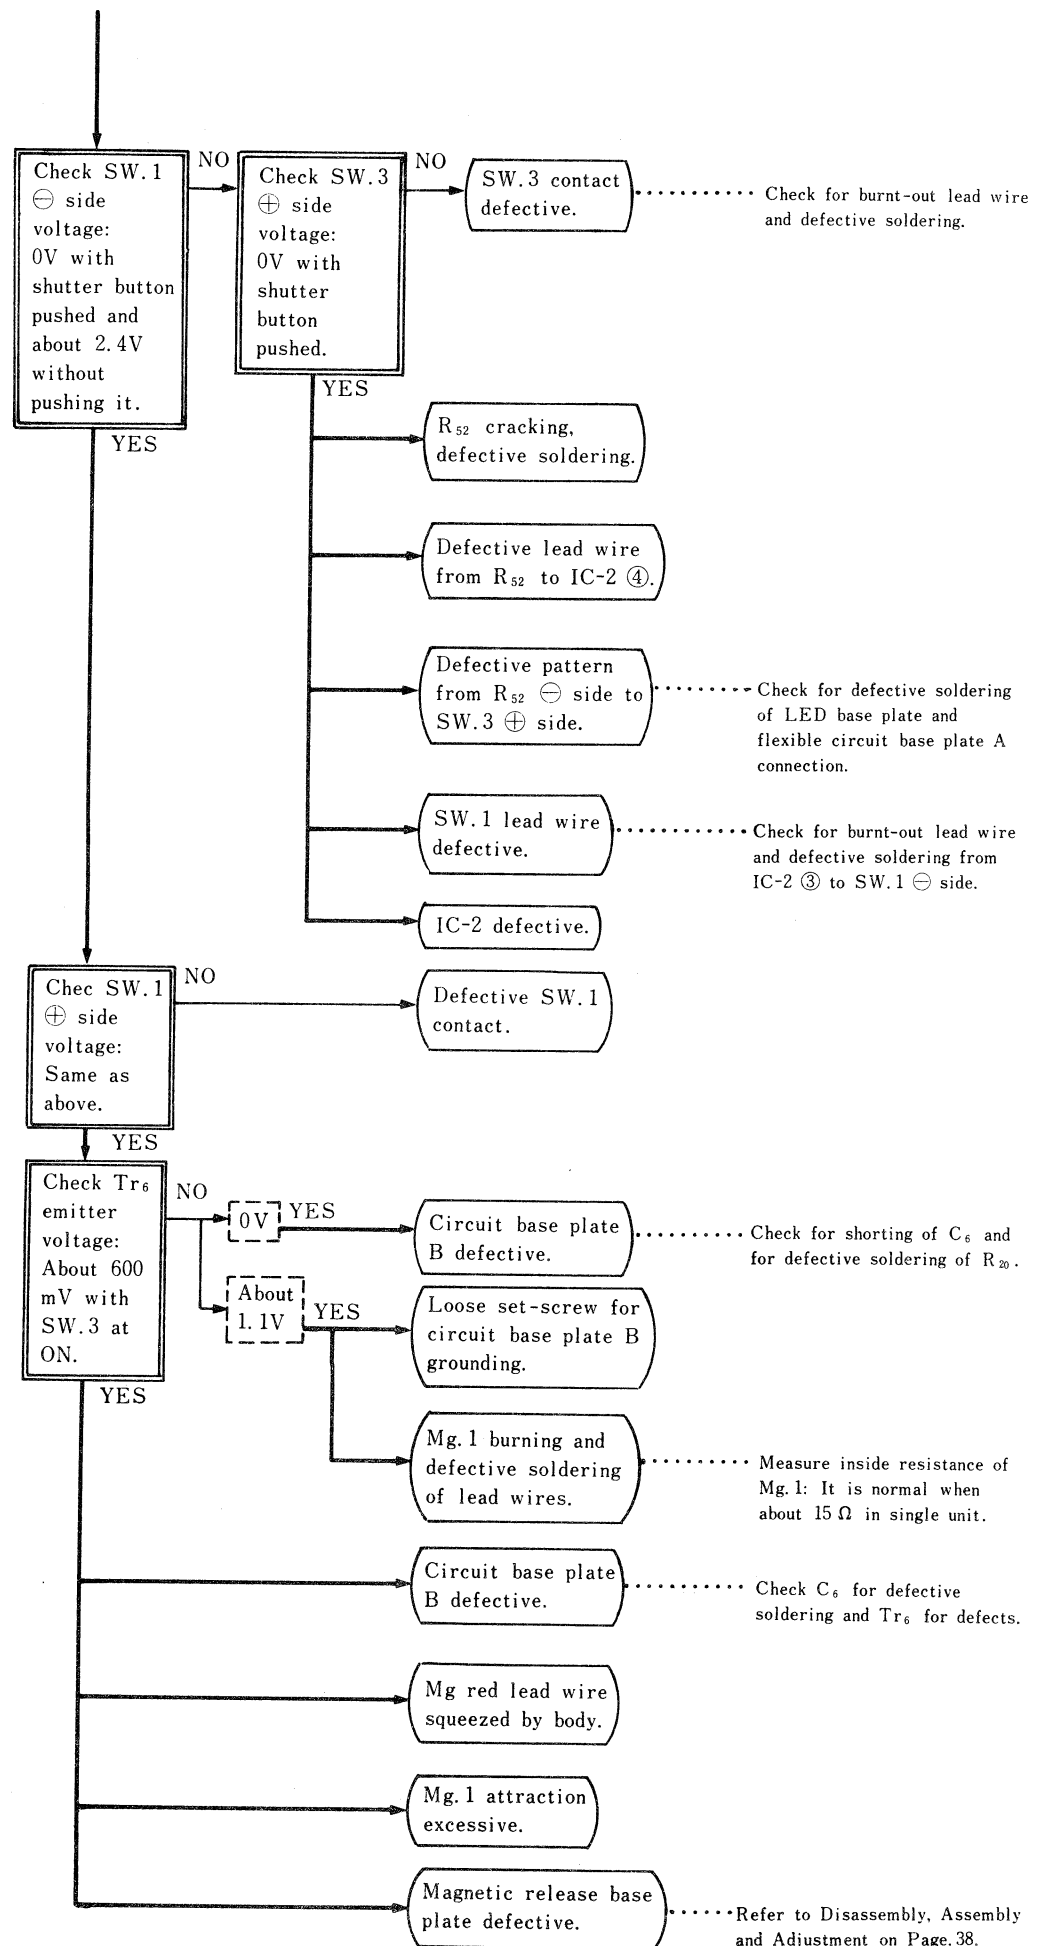 Check SW.1
⊖ side
voltage:
0V with
shutter button
pushed and
about 2.4V
without
pushing it.
NO
YES
Check SW.3
⊕ side
voltage:
0V with
shutter
button
pushed.
NO
YES
SW.3 contact
defective.
Check for burnt-out lead wire
and defective soldering.
R52 cracking,
defective soldering.
Defective lead wire
from R52 to IC-2 ④.
Defective pattern
from R52 ⊖ side to
SW.3 ⊕ side.
Check for defective soldering
of LED base plate and
flexible circuit base plate A
connection.
SW.1 lead wire
defective.
Check for burnt-out lead wire
and defective soldering from
IC-2 ③ to SW.1 ⊖ side.
IC-2 defective.
Chec SW.1
⊕ side
voltage:
Same as
above.
NO
YES
Defective SW.1
contact.
Check Tr6
emitter
voltage:
About 600
mV with
SW.3 at
ON.
NO
YES
0V
YES
Circuit base plate
B defective.
Check for shorting of C6 and
for defective soldering of R20.
About
1.1V
YES
Loose set-screw for
circuit base plate B
grounding.
Mg.1 burning and
defective soldering
of lead wires.
Measure inside resistance of
Mg.1: It is normal when
about 15Ω in single unit.
Circuit base plate
B defective.
Check C6 for defective
soldering and Tr6 for defects.
Mg red lead wire
squeezed by body.
Mg.1 attraction
excessive.
Magnetic release base
plate defective.
Refer to Disassembly, Assembly
and Adjustment on Page.38.